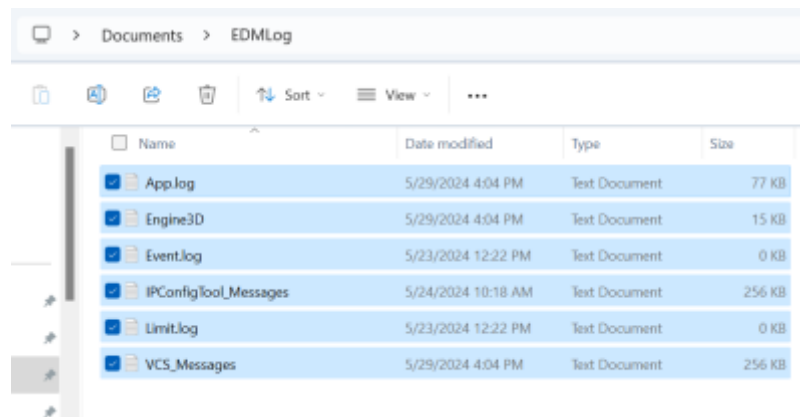 Documents > EDMLog
Sort View ...
Name Date modified Type Size
App.log 5/29/2024 4:04 PM Text Document 77 KB
Engine3D 5/29/2024 4:04 PM Text Document 15 KB
Event.log 5/23/2024 12:22 PM Text Document 0 KB
IPConfigTool_Messages 5/24/2024 10:18 AM Text Document 256 KB
Limit.log 5/23/2024 12:22 PM Text Document 0 KB
VCS_Messages 5/29/2024 4:04 PM Text Document 256 KB